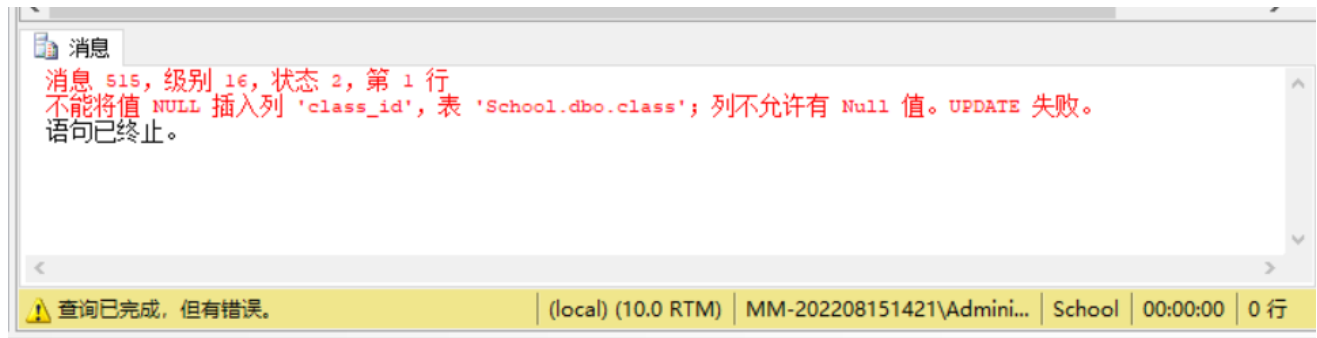 消息
消息 515，级别 16，状态 2，第 1 行
不能将值 NULL 插入列 'class_id'，表 'School.dbo.class'；列不允许有 Null 值。UPDATE 失败。
语句已终止。
查询已完成，但有错误。 (local) (10.0 RTM) MM-202208151421\Admini... School 00:00:00 0 行